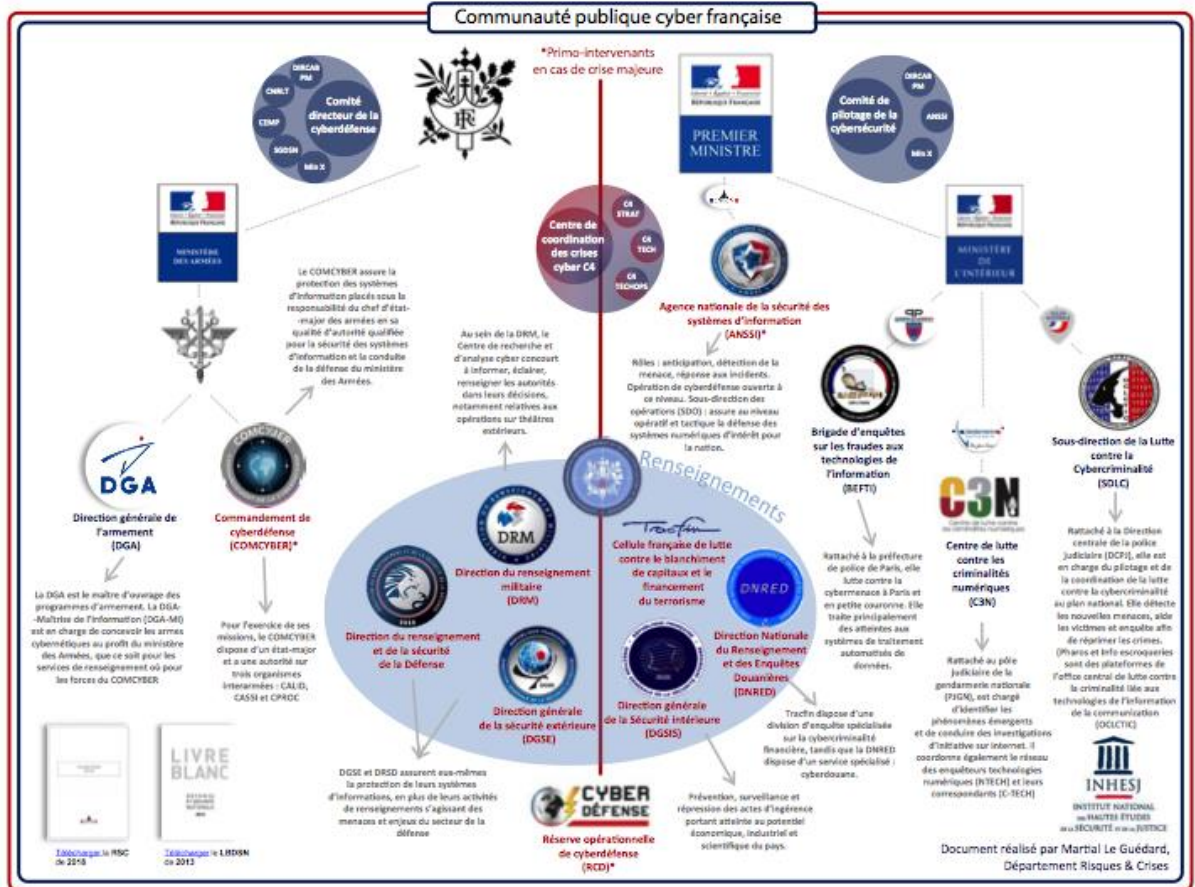 Communauté publique cyber française
*Primo-intervenants
en cas de crise majeure
DIRCAB
PM
CNRLT
CEMP
SGDSN
Min X
Comité
directeur de la
cyberdéfense
RF
RÉPUBLIQUE FRANÇAISE
PREMIER
MINISTRE
Comité de
pilotage de la
cybersécurité
DIRCAB
PM
ANSSI
Min X
RÉPUBLIQUE FRANÇAISE
MINISTÈRE
DES ARMÉES
Centre de
coordination
des crises
cyber C4
C4
STRAT
C4
TECH
C4
TECHOPS
RÉPUBLIQUE FRANÇAISE
MINISTÈRE
DE
L'INTÉRIEUR
Le COMCYBER assure la
protection des systèmes
d'information placés sous la
responsabilité du chef d'état-
major des armées en sa
qualité d'autorité qualifiée
pour la sécurité des systèmes
d'information et la conduite
de la défense du ministère
des Armées.
Au sein de la DRM, le
Centre de recherche et
d'analyse cyber concourt
à informer, éclairer,
renseigner les autorités
dans leurs décisions,
notamment relatives aux
opérations sur théâtres
extérieurs.
Agence nationale de la sécurité des
systèmes d'information
(ANSSI)*
Rôles : anticipation, détection de la
menace, réponse aux incidents.
Opération de cyberdéfense ouverte à
ce niveau. Sous-direction des
opérations (SDO) : assure au niveau
opératif et tactique la défense des
systèmes numériques d'intérêt pour
la nation.
Brigade d'enquêtes
sur les fraudes aux
technologies de
l'information
(BEFTI)
Sous-direction de la Lutte
contre la
Cybercriminalité
(SDLC)
DGA
Direction générale de
l'armement
(DGA)
COMCYBER
Commandement de
cyberdéfense
(COMCYBER)*
Renseignements
DRM
Direction du renseignement
militaire
(DRM)
Tracfin
Cellule française de lutte
contre le blanchiment
de capitaux et le
financement
du terrorisme
DNRED
Direction Nationale
du Renseignement
et des Enquêtes
Douanières
(DNRED)
C3N
Centre de lutte contre
les criminalités numériques
Centre de lutte
contre les
criminalités
numériques
(C3N)
Direction du renseignement
et de la sécurité
de la Défense
Direction générale
de la sécurité extérieure
(DGSE)
Direction générale
de la Sécurité intérieure
(DGSIS)
La DGA est le maître d'ouvrage des
programmes d'armement. La DGA
-Maîtrise de l'Information (DGA-MI)
est en charge de concevoir les armes
cybernétiques au profit du ministère
des Armées, que ce soit pour les
services de renseignement où pour
les forces du COMCYBER
Pour l'exercice de ses
missions, le COMCYBER
dispose d'un état-major
et a une autorité sur
trois organismes
interarmées : CALID,
CASSI et CPROC
Rattaché à la préfecture
de police de Paris, elle
lutte contre la
cybermenace à Paris et
en petite couronne. Elle
traite principalement
des atteintes aux
systèmes de traitement
automatisés de
données.
Rattaché au pôle
judiciaire de la
gendarmerie nationale
(PJGN), est chargé
d'identifier les
phénomènes émergents
et de conduire des investigations
d'initiative sur internet. Il
coordonne également le réseau
des enquêteurs technologies
numériques (NTECH) et leurs
correspondants (C-TECH)
Rattaché à la Direction
centrale de la police
judiciaire (DCPJ), elle est
en charge du pilotage et de
la coordination de la lutte
contre la cybercriminalité
au plan national. Elle détecte
les nouvelles menaces, aide
les victimes et enquête afin
de réprimer les crises.
(Pharos et Info escroqueries
sont des plateformes de
l'office central de lutte contre
la criminalité liée aux
technologies de l'information
de la communication
(OCLCTIC)
Tracfin dispose d'une
division d'enquête spécialisée
sur la cybercriminalité
financière, tandis que la DNRED
dispose d'un service spécialisé :
cyberdouane.
DGSE et DRSD assurent eux-mêmes
la protection de leurs systèmes
d'informations, en plus de leurs activités
de renseignements s'agissant des
menaces et enjeux du secteur de la
défense
CYBER
DÉFENSE
Réserve opérationnelle
de cyberdéfense
(RCD)*
Prévention, surveillance et
répression des actes d'ingérence
portant atteinte au potentiel
économique, industriel et
scientifique du pays.
LIVRE
BLANC
Télécharger la RSC
de 2018
Télécharger le LBDSN
de 2013
INHESJ
INSTITUT NATIONAL
DES HAUTES ÉTUDES
DE LA SÉCURITÉ ET DE LA JUSTICE
Document réalisé par Martial Le Guédard,
Département Risques & Crises